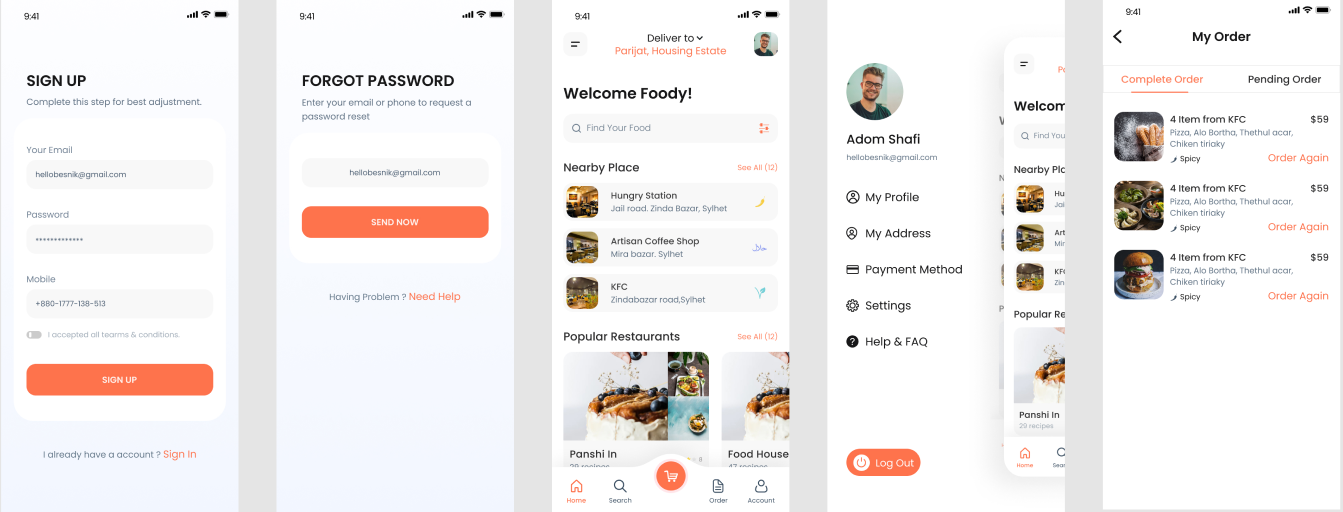 9:41
SIGN UP
Complete this step for best adjustment.
Your Email
hellobesnik@gmail.com
Password
*************
Mobile
+880-1777-138-513
I accepted all tearms & conditions.
SIGN UP
I already have a account ? Sign In
9:41
FORGOT PASSWORD
Enter your email or phone to request a
password reset
hellobesnik@gmail.com
SEND NOW
Having Problem ? Need Help
9:41
Deliver to
Parijat, Housing Estate
Welcome Foody!
Find Your Food
Nearby Place
See All (12)
Hungry Station
Jail road. Zinda Bazar, Sylhet
Artisan Coffee Shop
Mira bazar. Sylhet
حلال
KFC
Zindabazar road,Sylhet
Popular Restaurants
See All (12)
Panshi In
29 recipes
Food House
47 recipes
Home
Search
Order
Account
Adom Shafi
hellobesnik@gmail.com
My Profile
My Address
Payment Method
Settings
Help & FAQ
Log Out
9:41
Welcom
Find You
Nearby Plac
Hu
Jai
Art
Mir
KFC
Zin
Popular Re
Panshi In
29 recipes
Home
Sear
9:41
My Order
Complete Order
Pending Order
4 Item from KFC
$59
Pizza, Alo Bortha, Thethul acar,
Chiken tiriaky
Spicy
Order Again
4 Item from KFC
$59
Pizza, Alo Bortha, Thethul acar,
Chiken tiriaky
Spicy
Order Again
4 Item from KFC
$59
Pizza, Alo Bortha, Thethul acar,
Chiken tiriaky
Spicy
Order Again